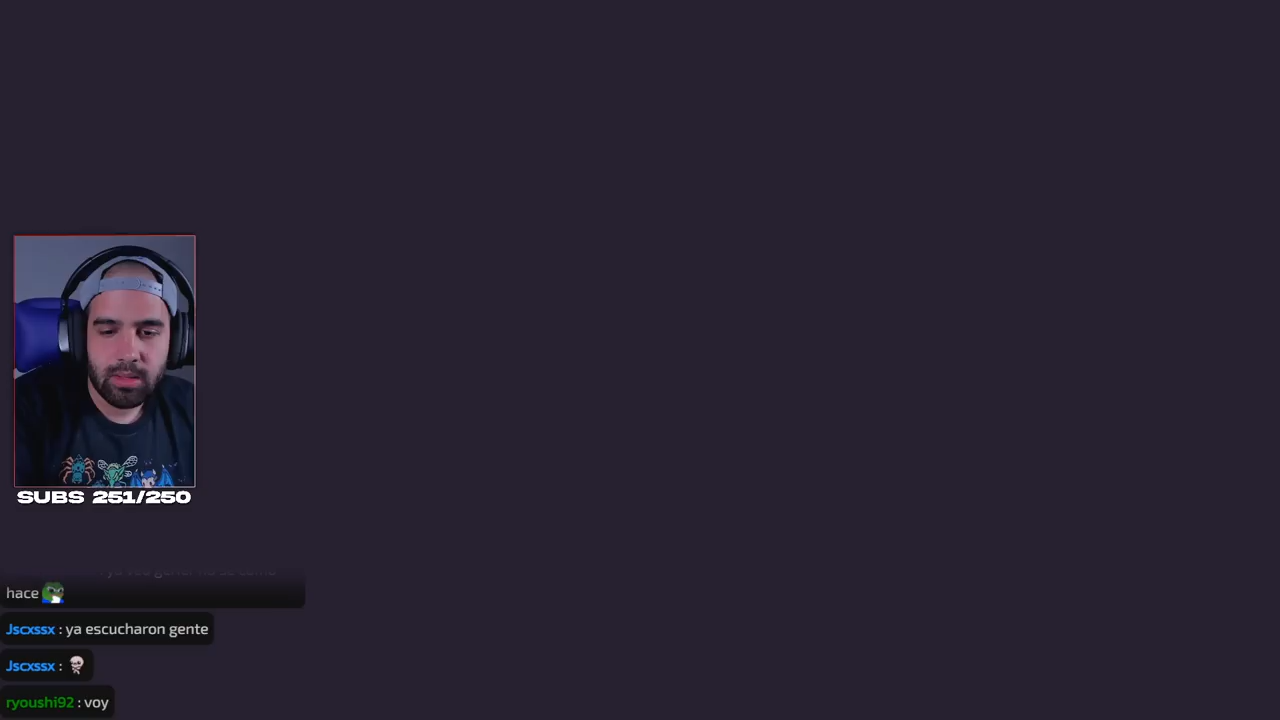 SUBS 251/250
hace
Jscxssx : ya escucharon gente
Jscxssx :
ryoushi92 : voy